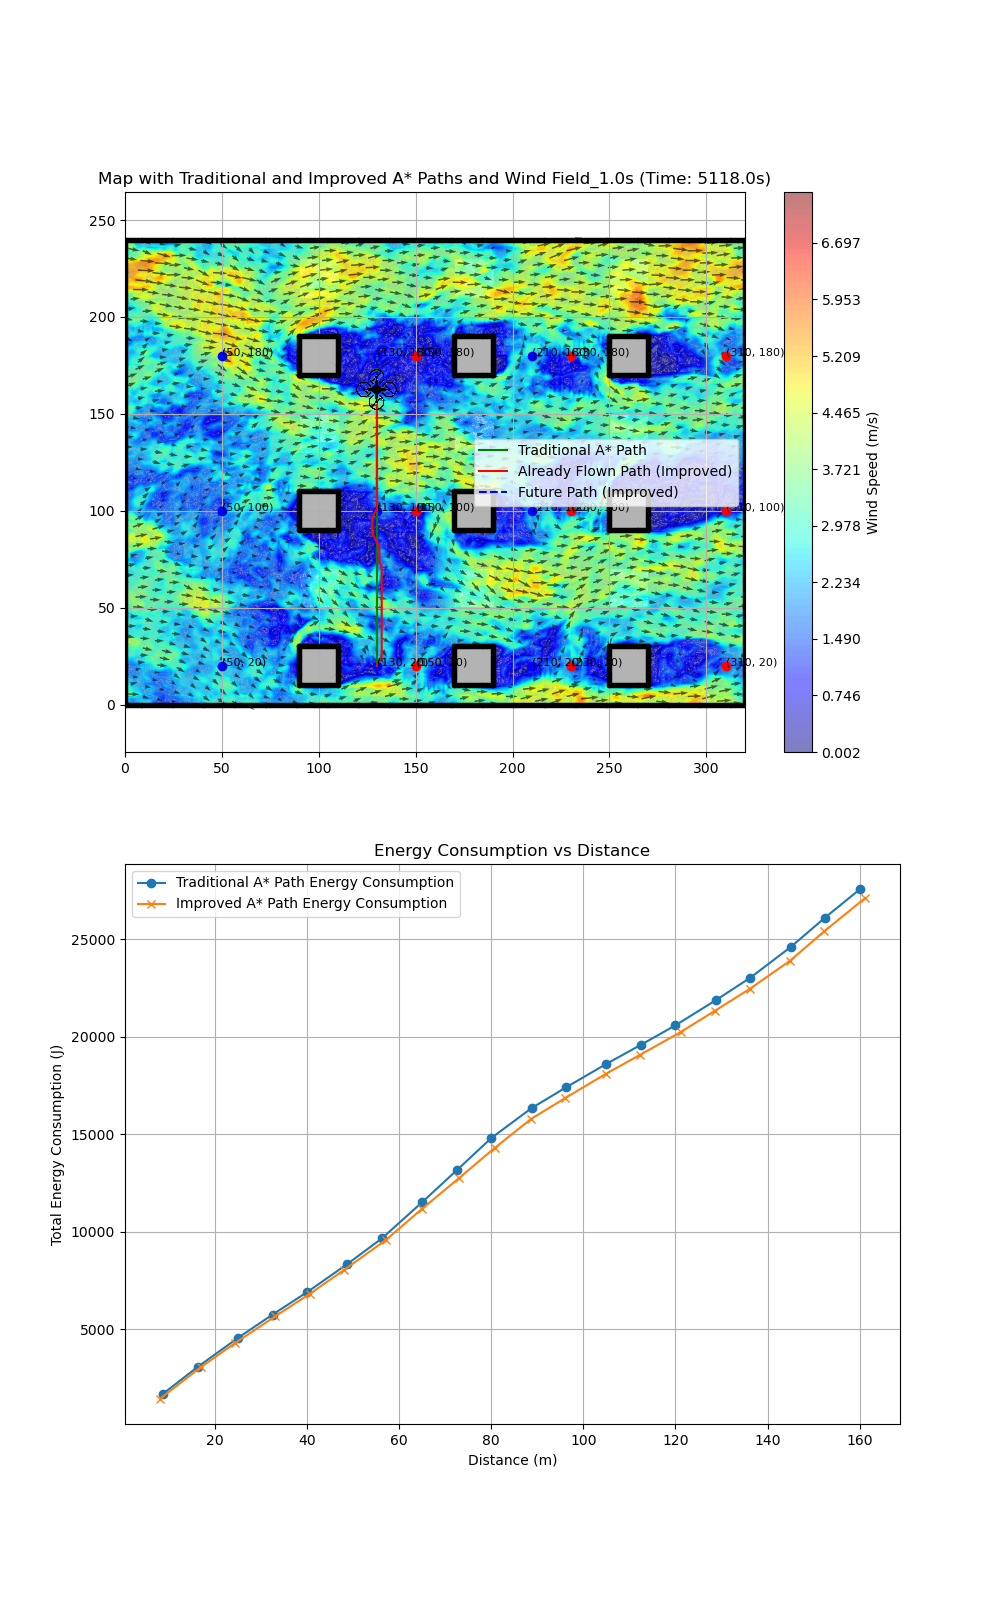 Map with Traditional and Improved A* Paths and Wind Field_1.0s (Time: 5118.0s)
250
200
150
100
50
0
0 50 100 150 200 250 300
(50, 180)
(310, 180)
(50, 100)
(50, 20)
(130, 20)
(210, 20)
(310, 20)
Traditional A* Path
Already Flown Path (Improved)
Future Path (Improved)
6.697
5.953
5.209
4.465
3.721
2.978
2.234
1.490
0.746
0.002
Wind Speed (m/s)
Energy Consumption vs Distance
Traditional A* Path Energy Consumption
Improved A* Path Energy Consumption
25000
20000
15000
10000
5000
Total Energy Consumption (J)
20 40 60 80 100 120 140 160
Distance (m)